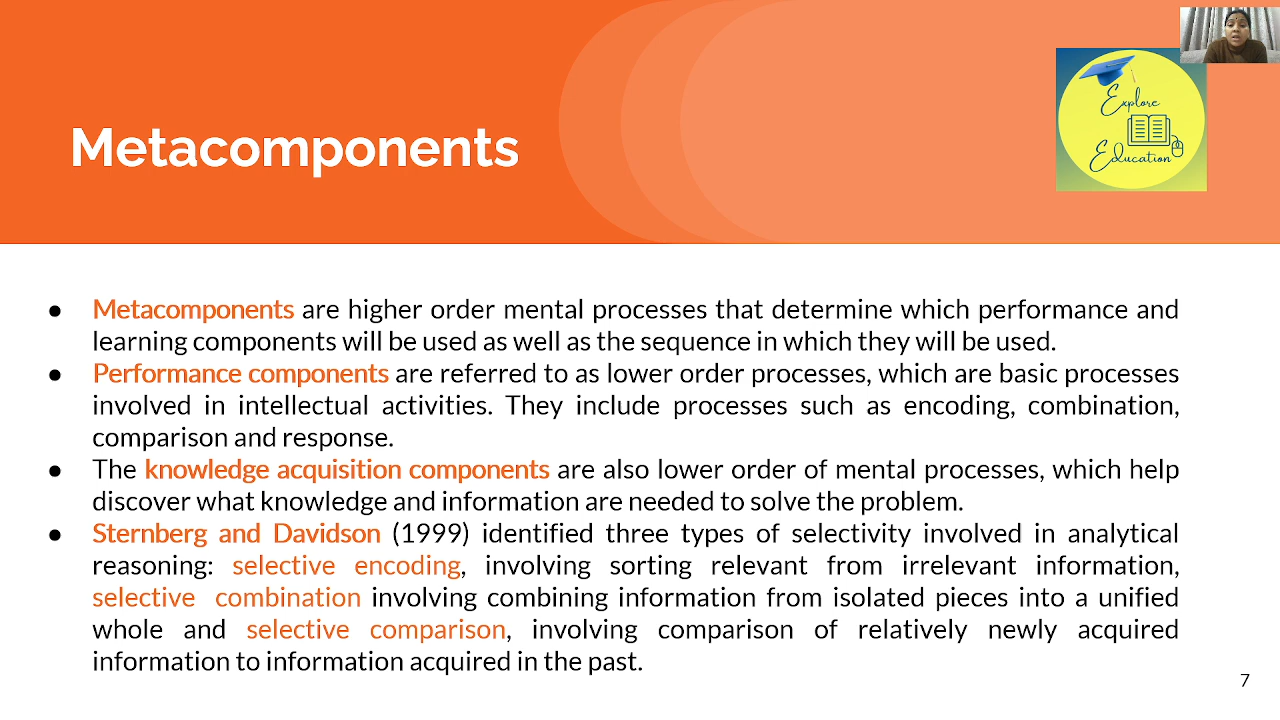 Explore
Education
Metacomponents
● Metacomponents are higher order mental processes that determine which performance and
learning components will be used as well as the sequence in which they will be used.
● Performance components are referred to as lower order processes, which are basic processes
involved in intellectual activities. They include processes such as encoding, combination,
comparison and response.
● The knowledge acquisition components are also lower order of mental processes, which help
discover what knowledge and information are needed to solve the problem.
● Sternberg and Davidson (1999) identified three types of selectivity involved in analytical
reasoning: selective encoding, involving sorting relevant from irrelevant information,
selective combination involving combining information from isolated pieces into a unified
whole and selective comparison, involving comparison of relatively newly acquired
information to information acquired in the past.
7